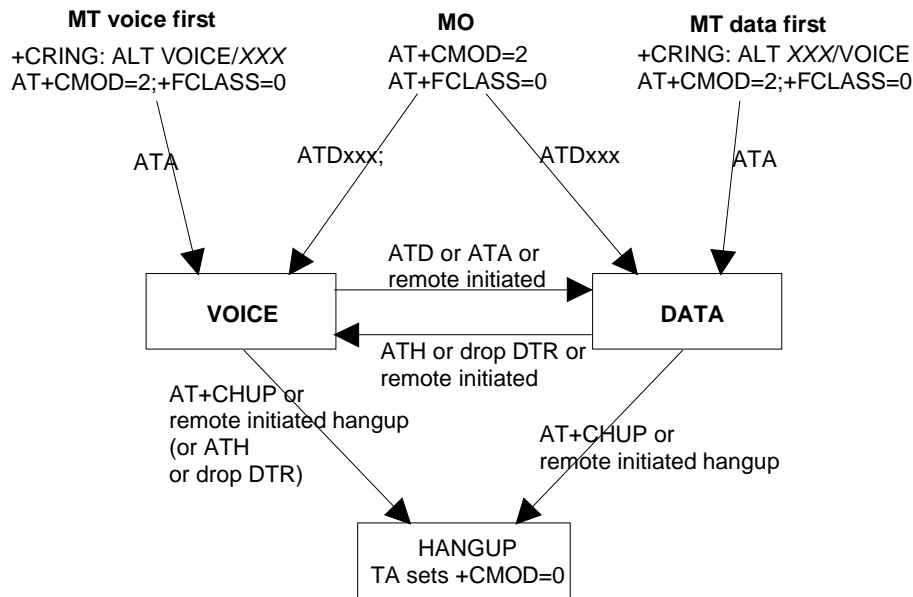 MT voice first
+CRING: ALT VOICE/XXX
AT+CMOD=2;+FCLASS=0
MO
AT+CMOD=2
AT+FCLASS=0
MT data first
+CRING: ALT XXX/VOICE
AT+CMOD=2;+FCLASS=0
ATA
ATDxxx;
ATDxxx
ATA
ATD or ATA or
remote initiated
VOICE
DATA
ATH or drop DTR or
remote initiated
AT+CHUP or
remote initiated hangup
(or ATH
or drop DTR)
AT+CHUP or
remote initiated hangup
HANGUP
TA sets +CMOD=0